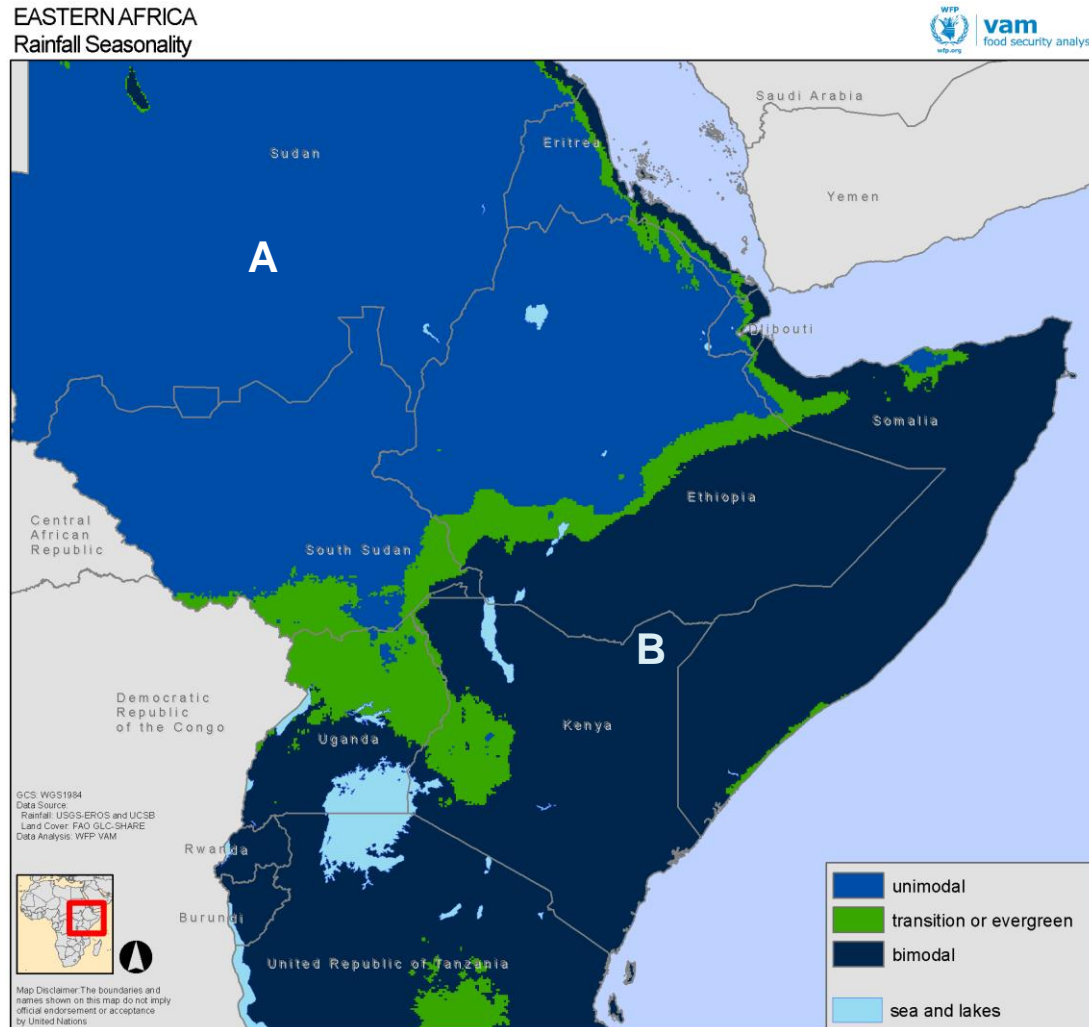 EASTERN AFRICA
Rainfall Seasonality
WFP
wfp.org
vam
food security analys
Saudi Arabia
Sudan
Eritrea
Yemen
A
Djibouti
Somalia
Ethiopia
Central
African
Republic
South Sudan
B
Democratic
Republic
of the Congo
Kenya
Uganda
GCS: WGS1984
Data Source:
Rainfall: USGS-EROS and UCSB
Land Cover: FAO GLC-SHARE
Data Analysis: WFP VAM
Rwanda
Burundi
United Republic of Tanzania
Map Disclaimer:The boundaries and
names shown on this map do not imply
official endorsement or acceptance
by United Nations
unimodal
transition or evergreen
bimodal
sea and lakes